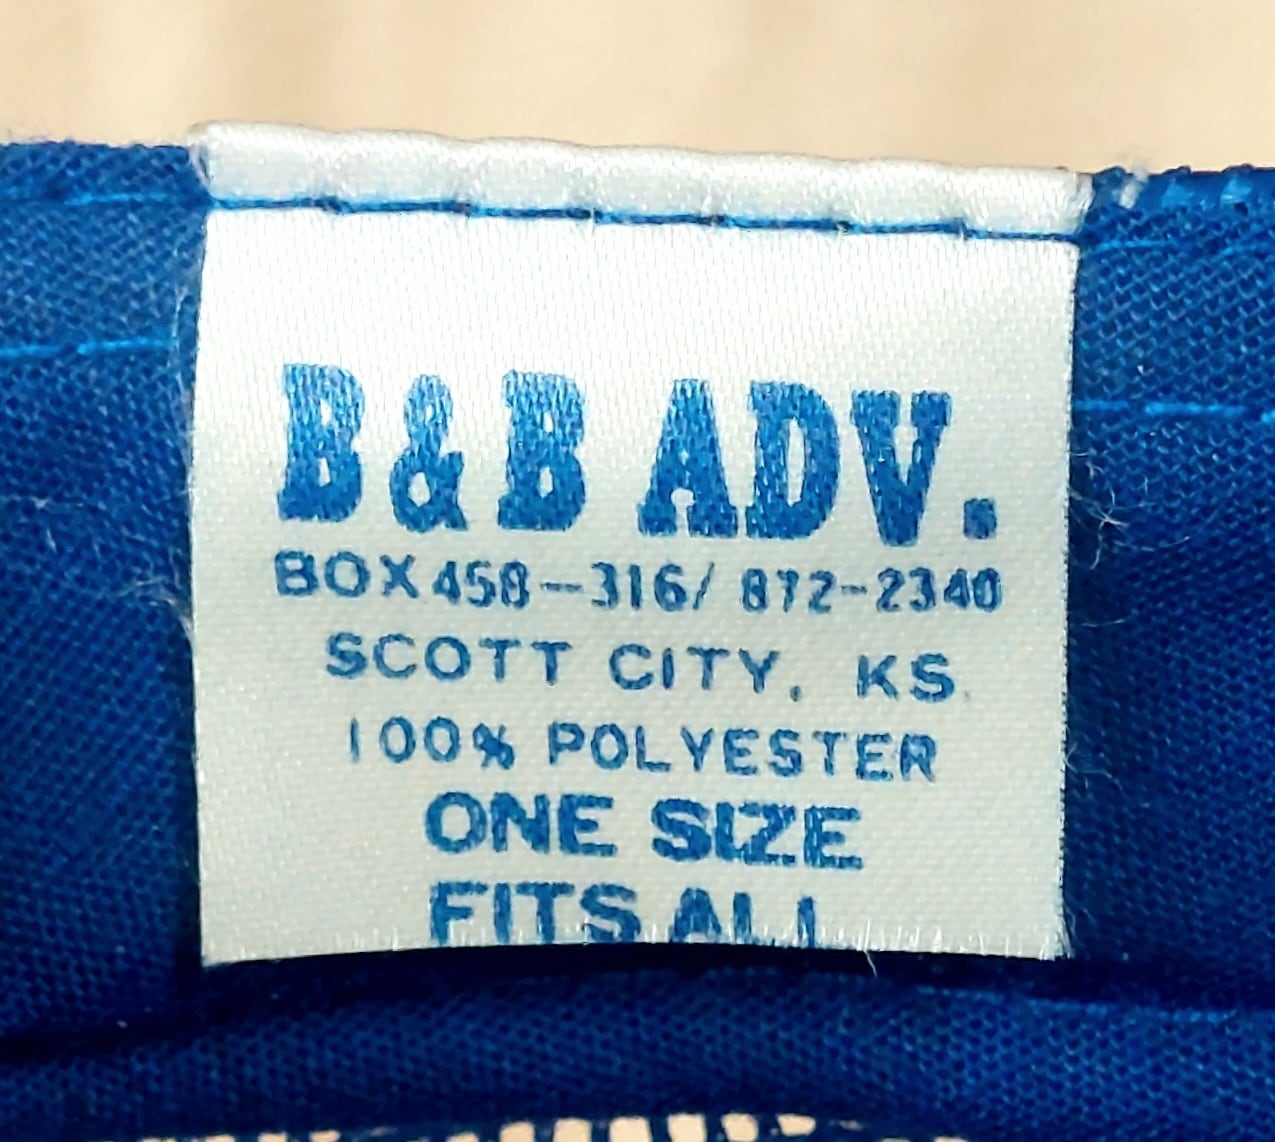 B&B ADV.
BOX 458-316/ 872-2340
SCOTT CITY, KS.
100% POLYESTER
ONE SIZE
FITS ALL